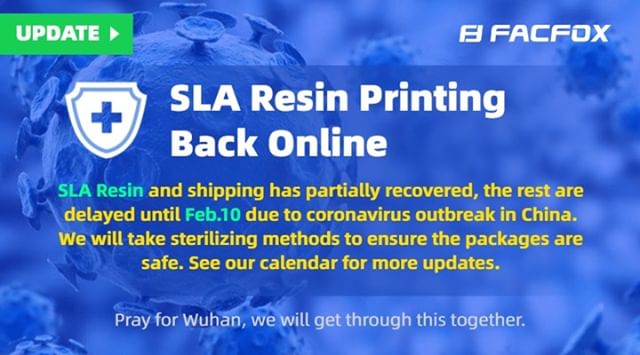 UPDATE
FACFOX
SLA Resin Printing
Back Online
SLA Resin and shipping has partially recovered, the rest are
delayed until Feb.10 due to coronavirus outbreak in China.
We will take sterilizing methods to ensure the packages are
safe. See our calendar for more updates.
Pray for Wuhan, we will get through this together.